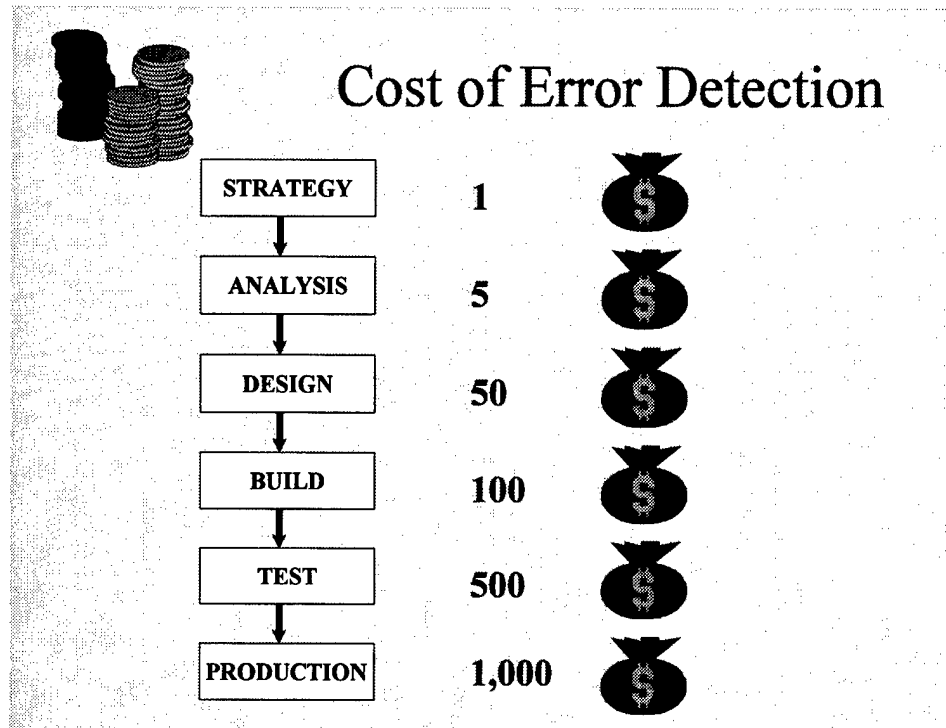 Cost of Error Detection
STRATEGY 1 $
ANALYSIS 5 $
DESIGN 50 $
BUILD 100 $
TEST 500 $
PRODUCTION 1,000 $